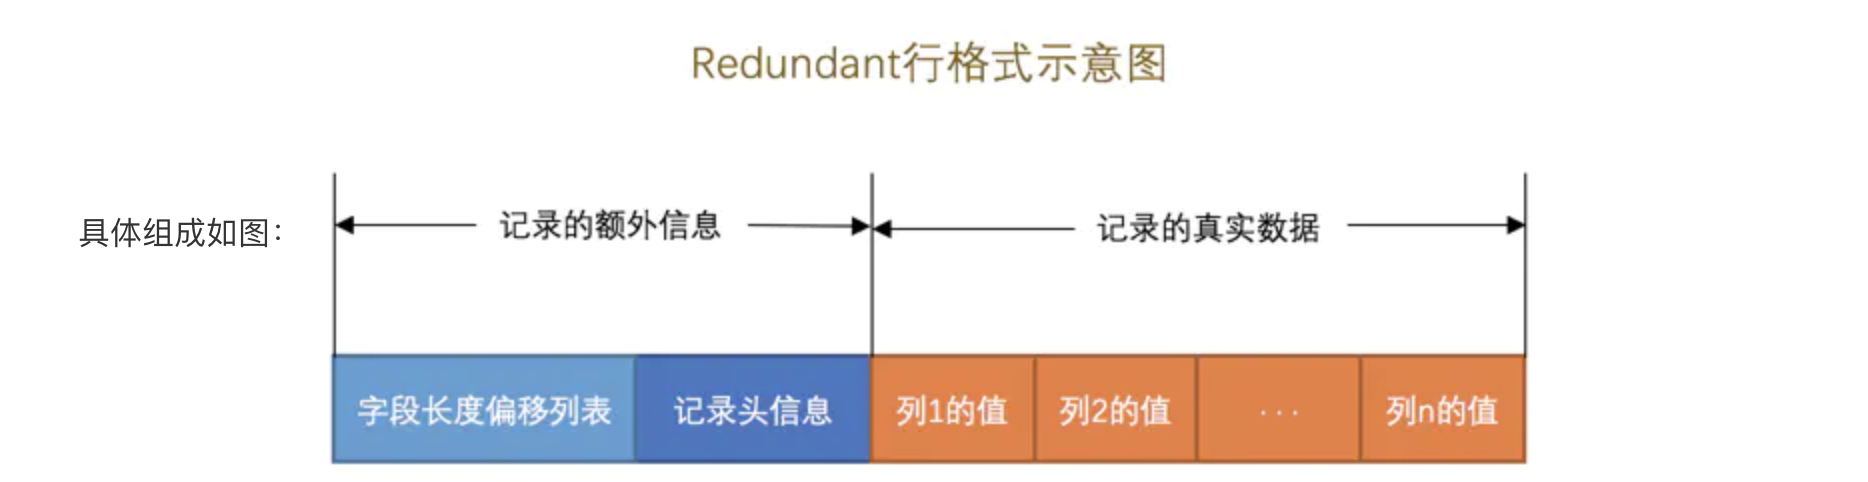 Redundant行格式示意图
具体组成如图：
记录的额外信息
记录的真实数据
字段长度偏移列表
记录头信息
列1的值
列2的值
···
列n的值